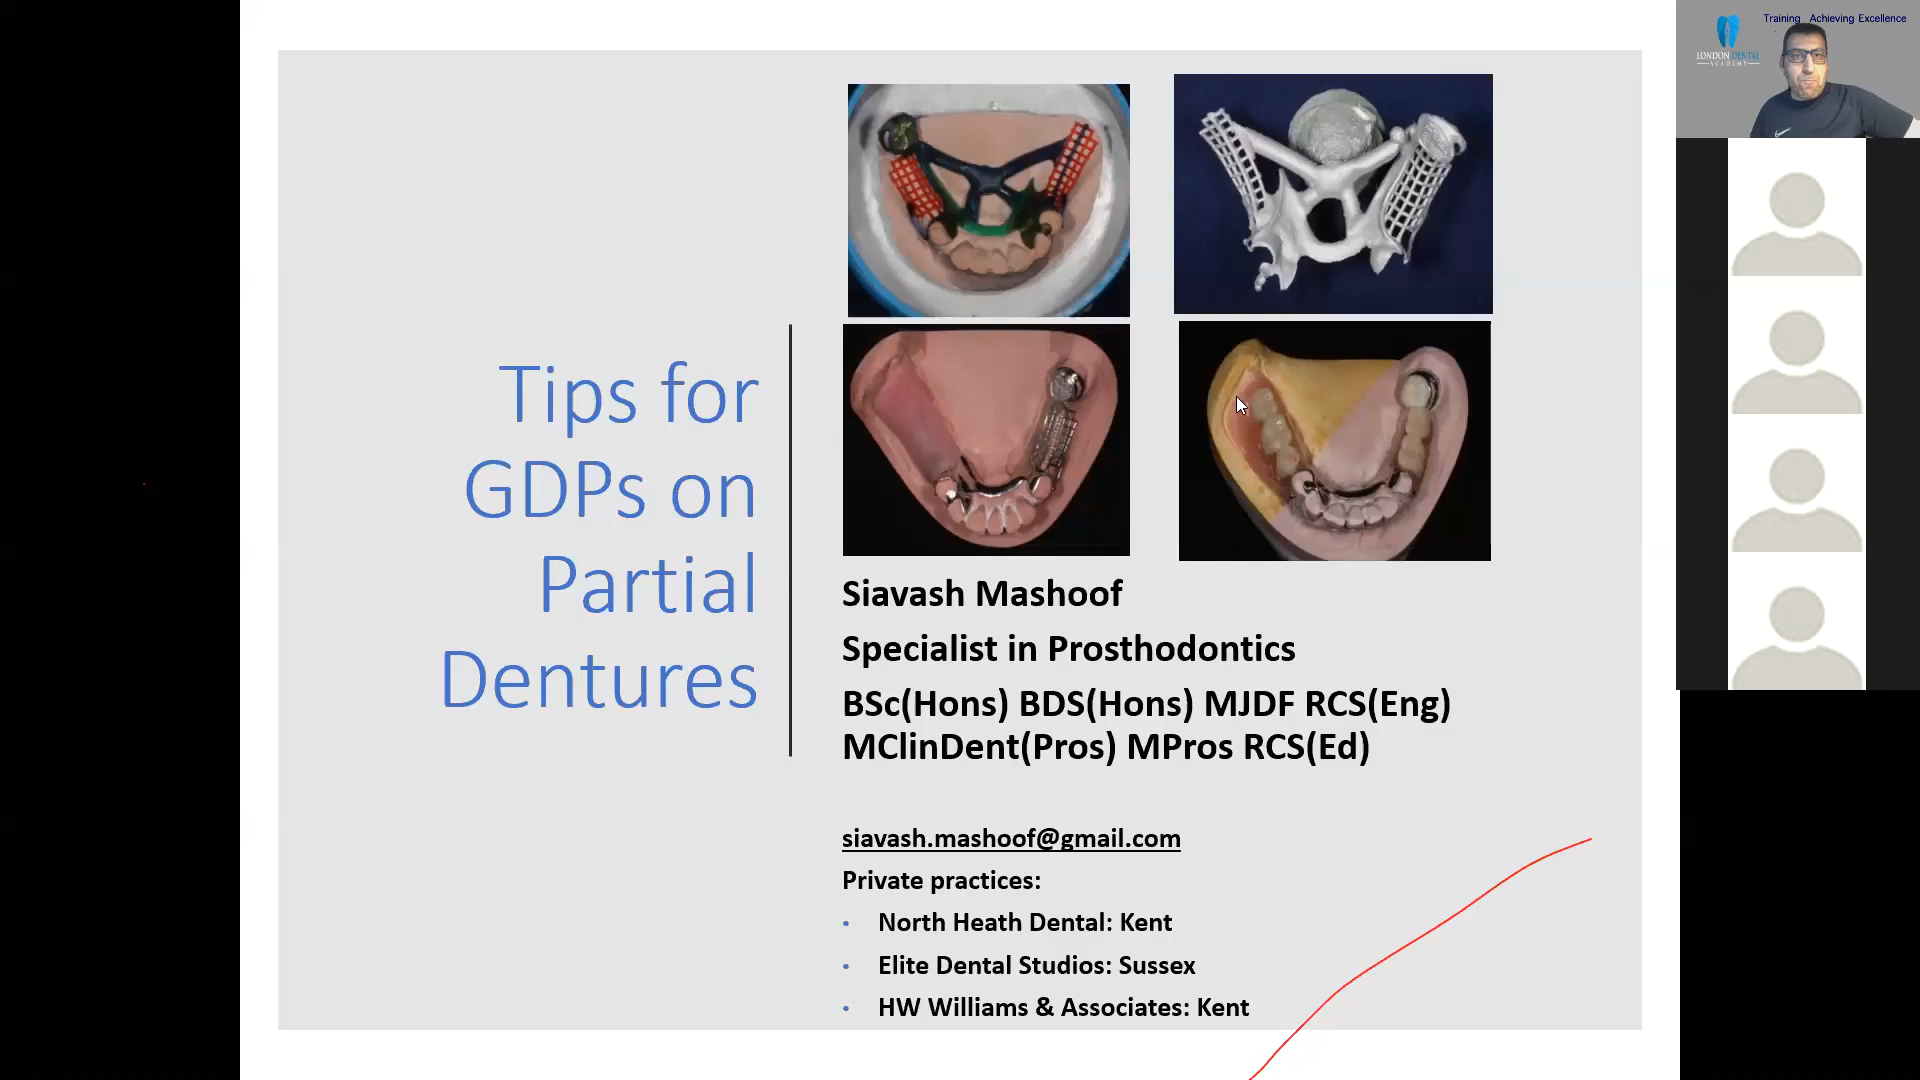 Training Achieving Excellence
LONDON DENTAL
ACADEMY
Tips for
GDPs on
Partial
Dentures
Siavash Mashoof
Specialist in Prosthodontics
BSc(Hons) BDS(Hons) MJDF RCS(Eng)
MClinDent(Pros) MPros RCS(Ed)
siavash.mashoof@gmail.com
Private practices:
• North Heath Dental: Kent
• Elite Dental Studios: Sussex
• HW Williams & Associates: Kent